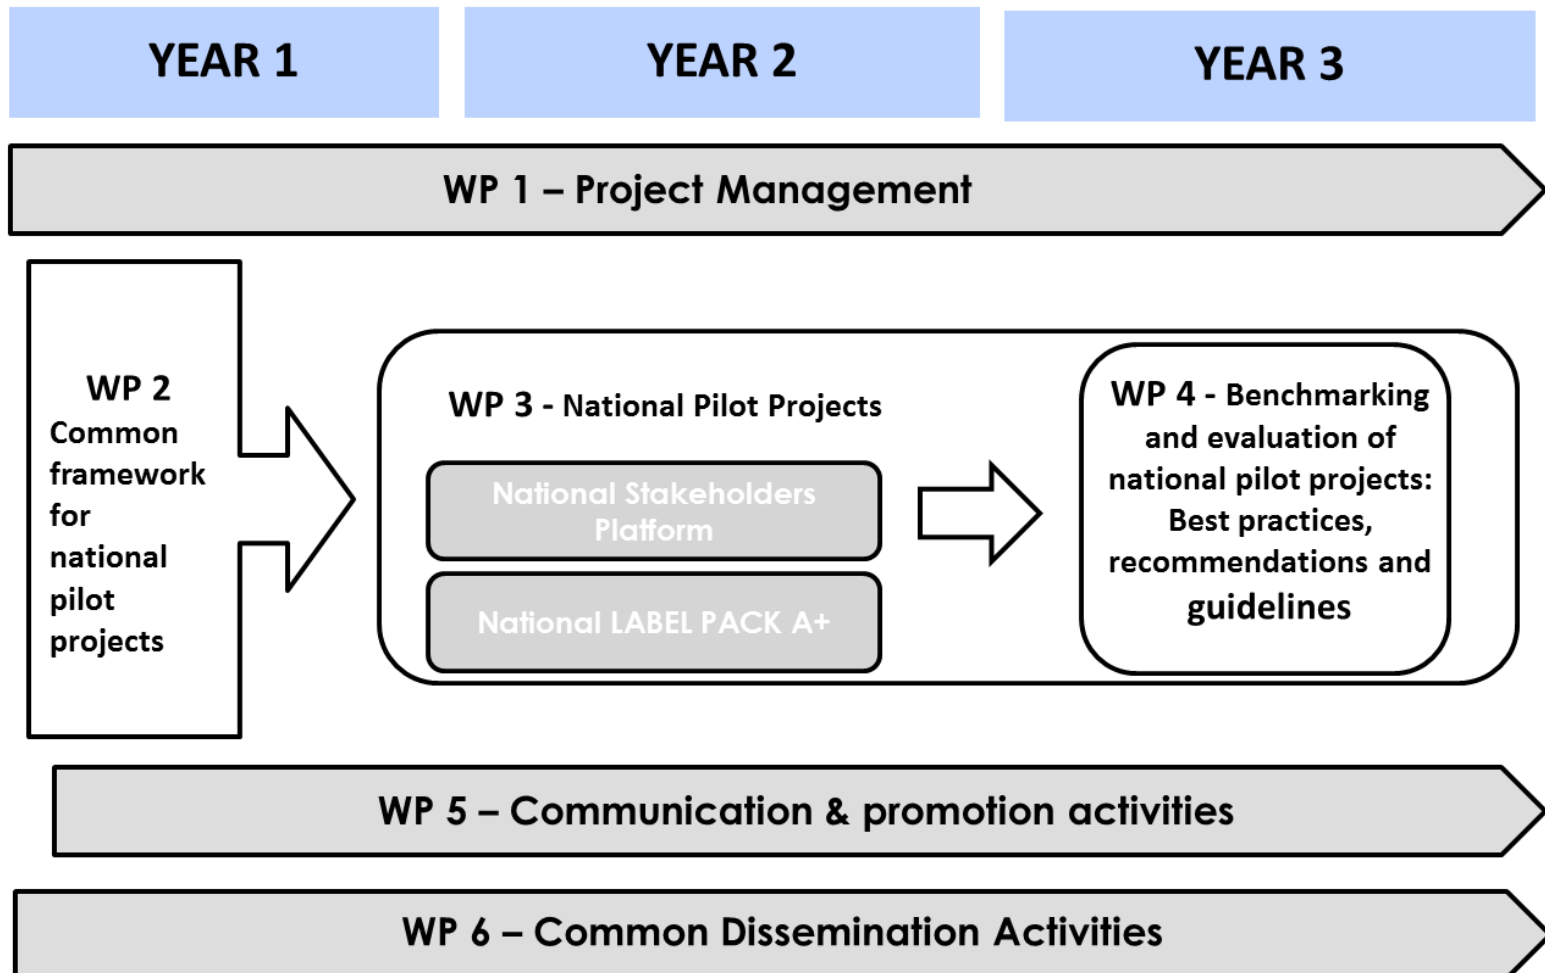 YEAR 1
YEAR 2
YEAR 3
WP 1 – Project Management
WP 2
Common
framework
for
national
pilot
projects
WP 3 - National Pilot Projects
National Stakeholders
Platform
National LABEL PACK A+
WP 4 - Benchmarking
and evaluation of
national pilot projects:
Best practices,
recommendations and
guidelines
WP 5 – Communication & promotion activities
WP 6 – Common Dissemination Activities